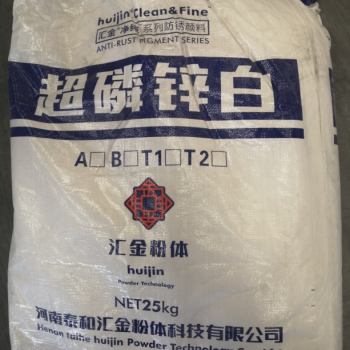 huijin®Clean&Fine®
汇金"净纯"系列防锈颜料
ANTI-RUST PIGMENT SERIES
超磷锌白
A□ B□ T1□ T2□
汇金粉体
huijin
Powder Technology
NET25kg
河南泰和汇金粉体科技有限公司
Henan taihe huijin Powder Technology